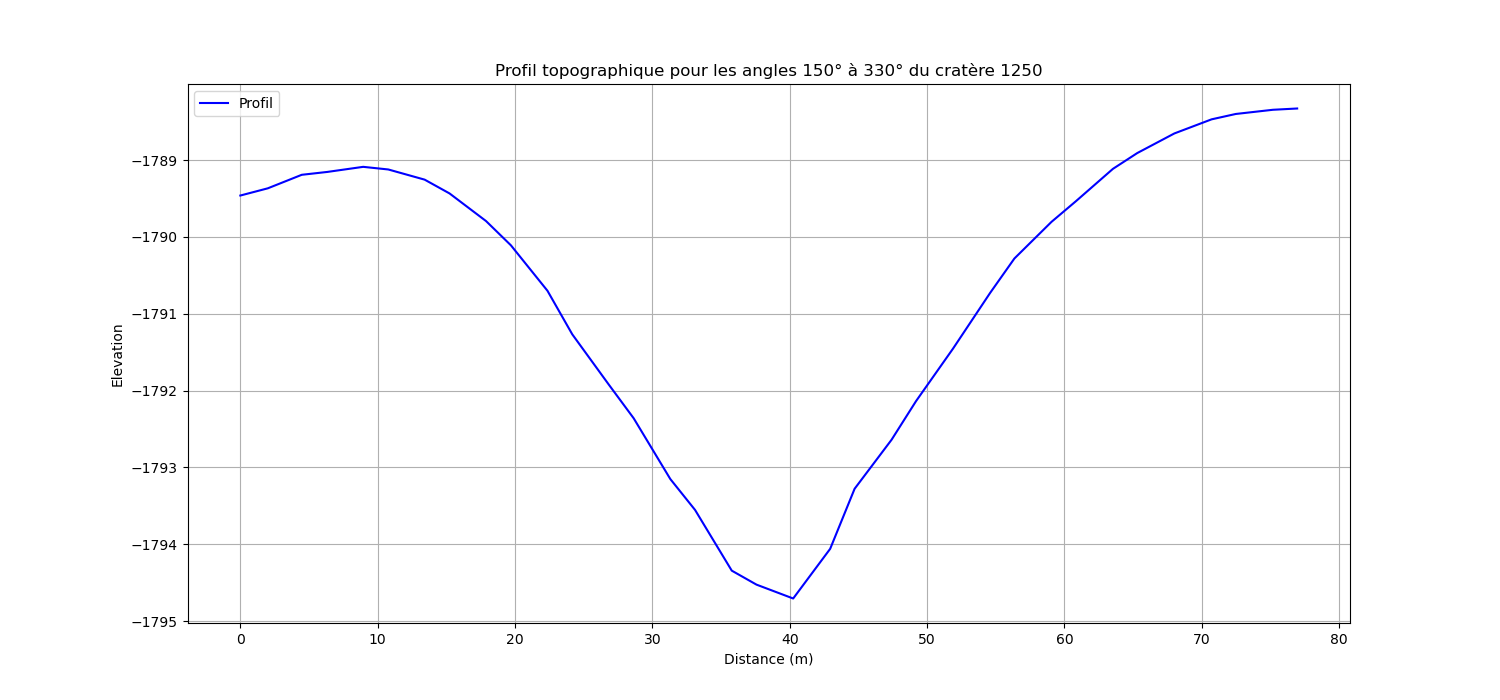 Profil topographique pour les angles 150° à 330° du cratère 1250
Profil
−1789
−1790
−1791
−1792
−1793
−1794
−1795
Elevation
0 10 20 30 40 50 60 70 80
Distance (m)